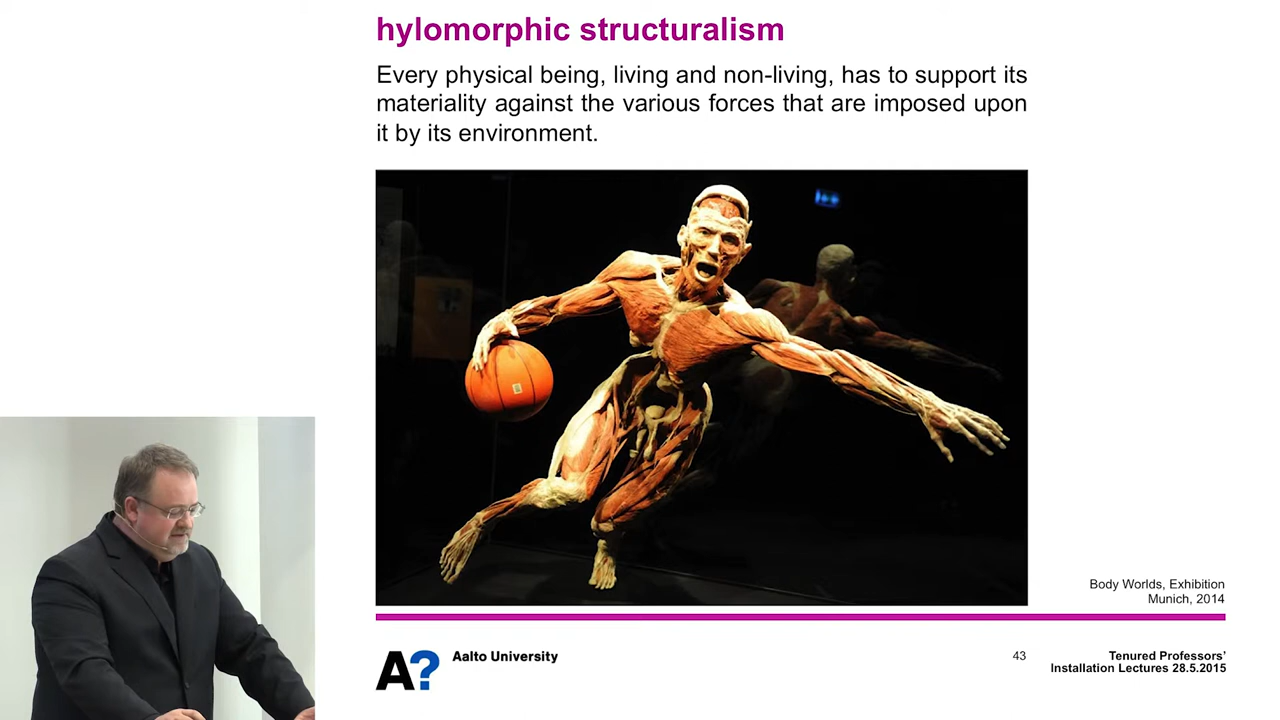 hylomorphic structuralism
Every physical being, living and non-living, has to support its
materiality against the various forces that are imposed upon
it by its environment.
Body Worlds, Exhibition
Munich, 2014
A?
Aalto University
43
Tenured Professors’
Installation Lectures 28.5.2015